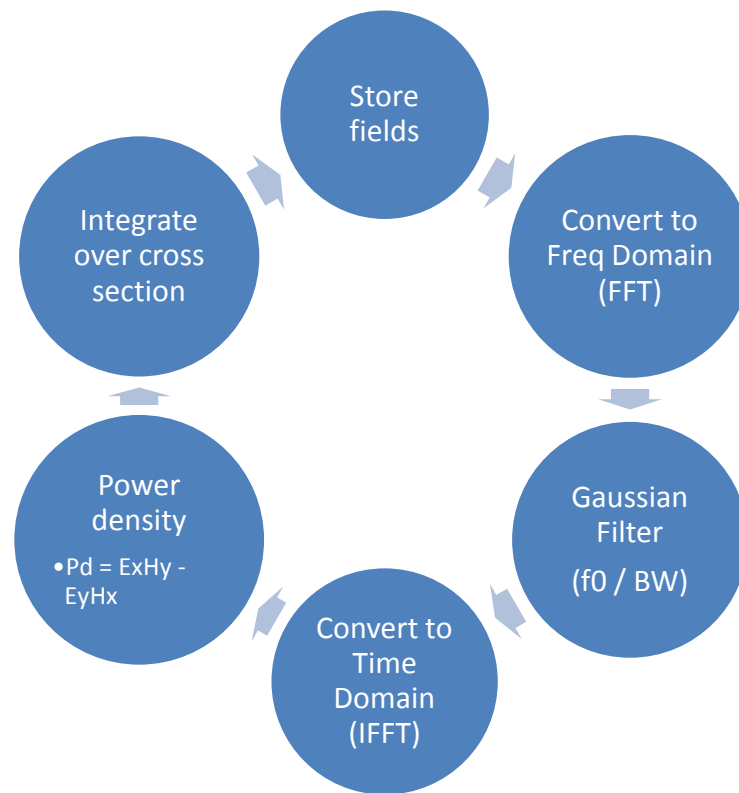 Store
fields
Convert to
Freq Domain
(FFT)
Gaussian
Filter
(f0 / BW)
Convert to
Time
Domain
(IFFT)
Power
density
•Pd = ExHy -
EyHx
Integrate
over cross
section